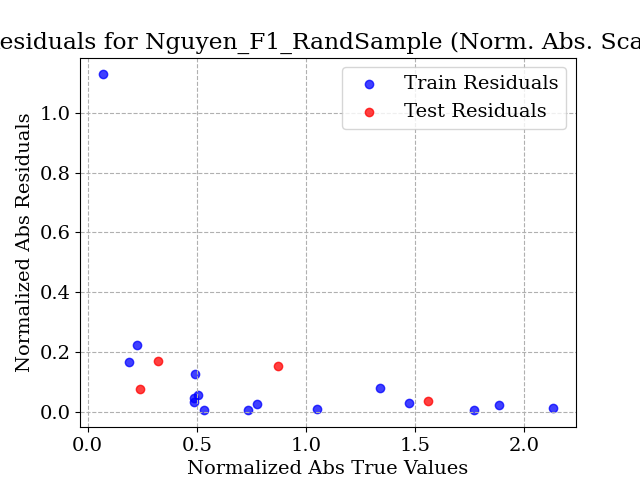 esiduals for Nguyen_F1_RandSample (Norm. Abs. Sca
Train Residuals
Test Residuals
Normalized Abs Residuals
1.0
0.8
0.6
0.4
0.2
0.0
0.0
0.5
1.0
1.5
2.0
Normalized Abs True Values